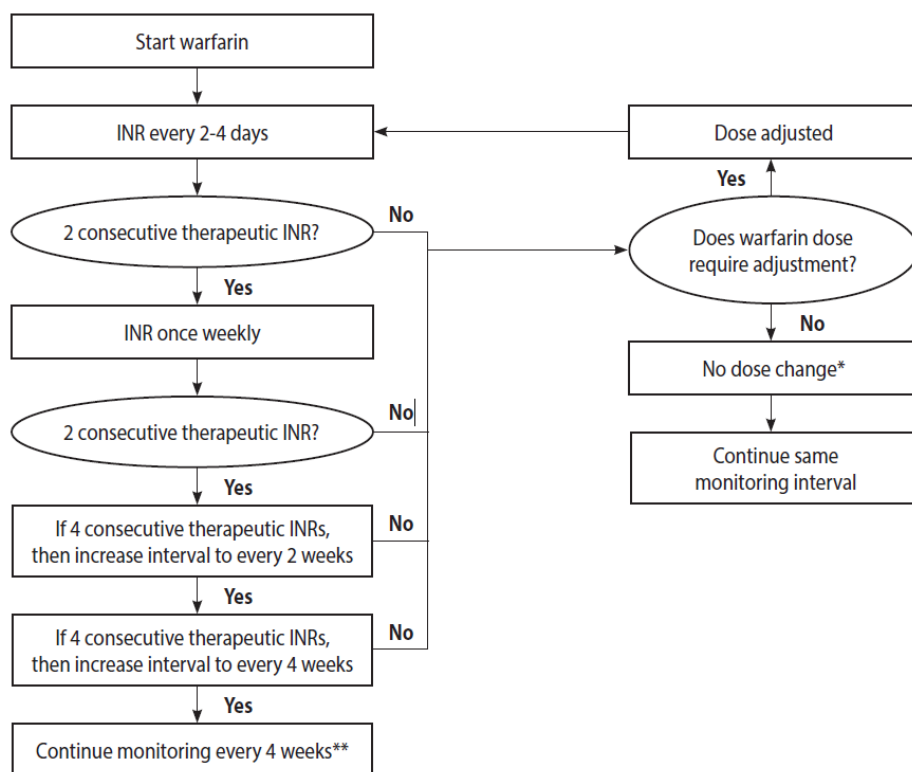 Start warfarin
INR every 2-4 days
Dose adjusted
Yes
2 consecutive therapeutic INR?
No
Does warfarin dose
require adjustment?
Yes
INR once weekly
No
No dose change*
2 consecutive therapeutic INR?
No
Continue same
monitoring interval
Yes
If 4 consecutive therapeutic INRs,
then increase interval to every 2 weeks
No
Yes
If 4 consecutive therapeutic INRs,
then increase interval to every 4 weeks
No
Yes
Continue monitoring every 4 weeks**